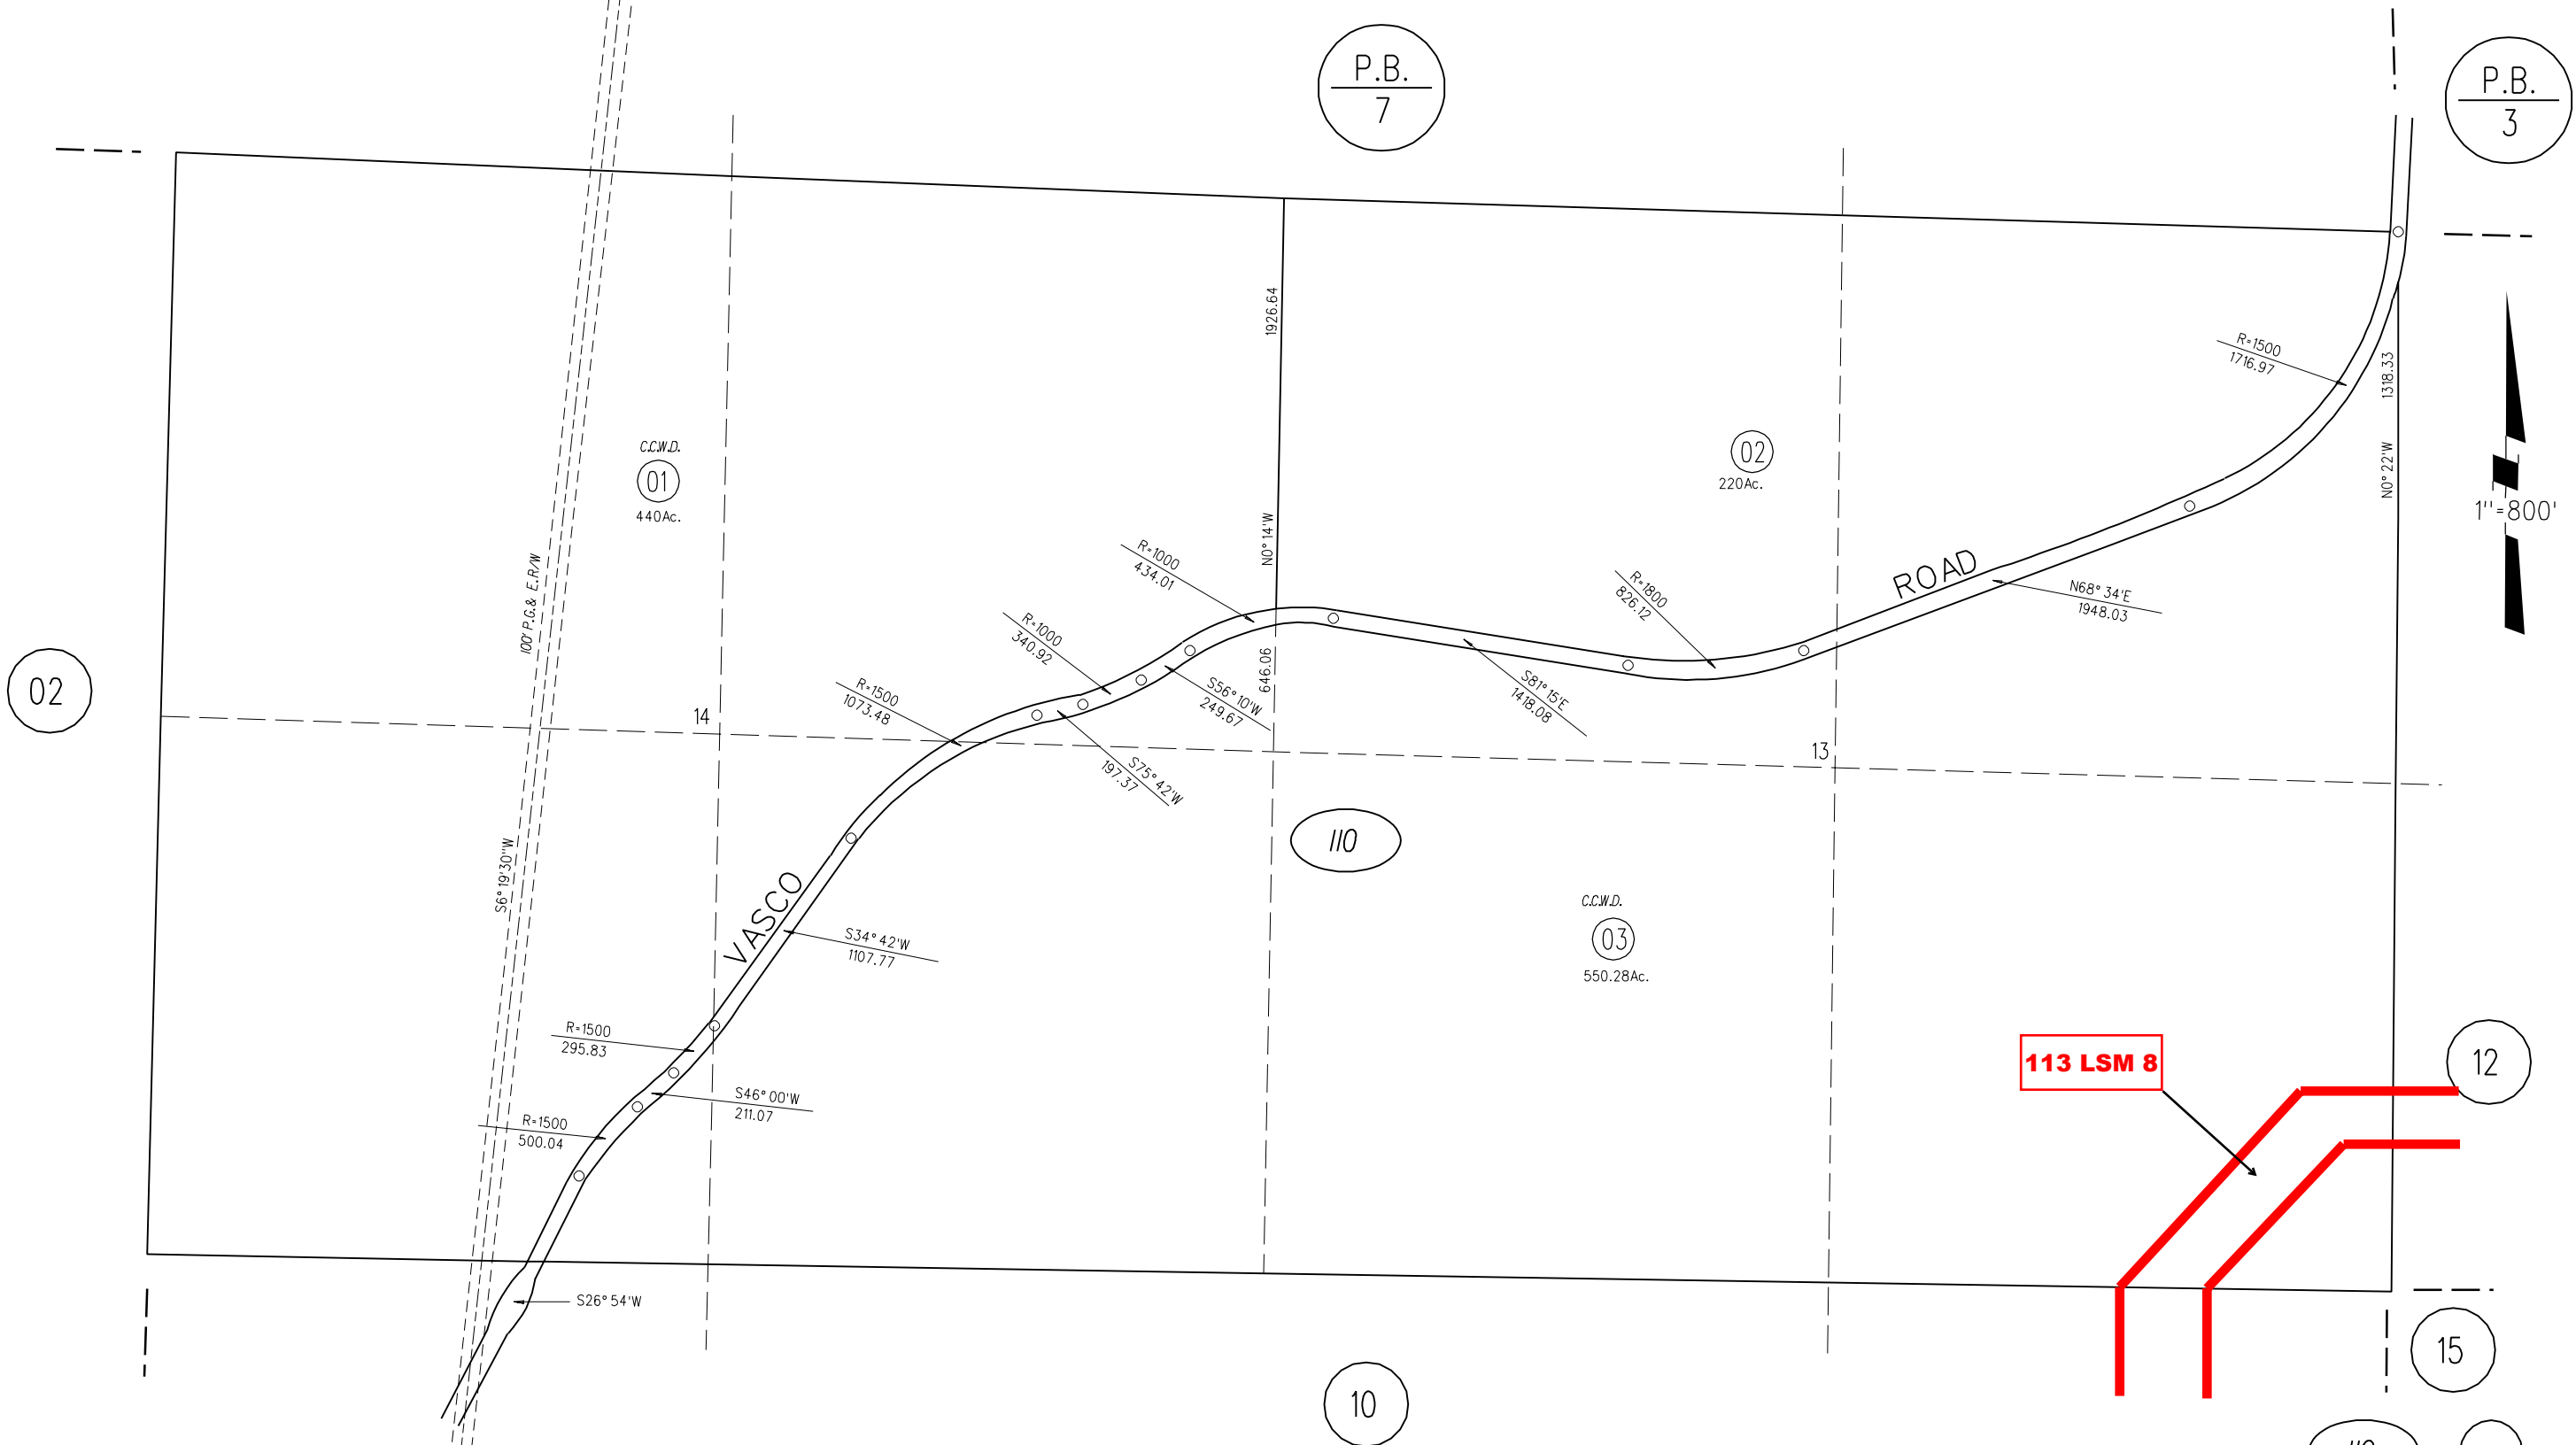 P.B.
7
P.B.
3
1926.64
R=1500
1716.97
1318.33
C.C.W.D.
01
440Ac.
02
220Ac.
N0° 22'W
1"=800'
100' P.G.& E. R/W
N0° 14'W
R=1000
434.01
R=1800
826.12
ROAD
N68° 34'E
1948.03
R=1000
340.92
02
646.06
R=1500
1073.48
S56° 10'W
249.67
S81° 15'E
1418.08
14
13
S75° 42'W
197.37
110
S6° 19'30"W
VASCO
C.C.W.D.
03
550.28Ac.
S34° 42'W
1107.77
R=1500
295.83
113 LSM 8
12
S46° 00'W
211.07
R=1500
500.04
S26° 54'W
15
10